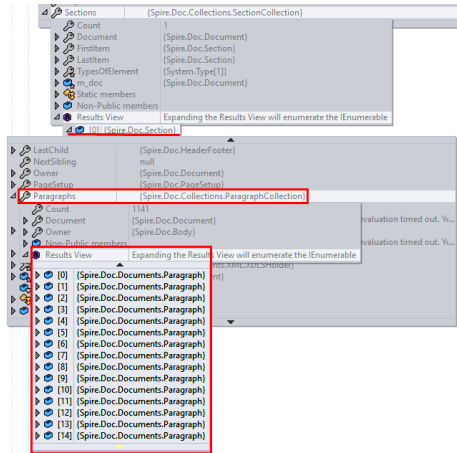 Sections {Spire.Doc.Collections.SectionCollection}
Count 1
Document {Spire.Doc.Document}
FirstItem {Spire.Doc.Section}
LastItem {Spire.Doc.Section}
TypesOfElement {System.Type[1]}
m_doc {Spire.Doc.Document}
Static members
Non-Public members
Results View Expanding the Results View will enumerate the IEnumerable
[0] {Spire.Doc.Section}
LastChild {Spire.Doc.HeaderFooter}
NextSibling null
Owner {Spire.Doc.Document}
PageSetup {Spire.Doc.PageSetup}
Paragraphs {Spire.Doc.Collections.ParagraphCollection}
Count 1141
Document {Spire.Doc.Document} evaluation timed out. Yo...
Owner {Spire.Doc.Body}
Non-Public members evaluation timed out. Yo...
Results View Expanding the Results View will enumerate the IEnumerable
[0] {Spire.Doc.Documents.Paragraph}
[1] {Spire.Doc.Documents.Paragraph}
[2] {Spire.Doc.Documents.Paragraph}
[3] {Spire.Doc.Documents.Paragraph}
[4] {Spire.Doc.Documents.Paragraph}
[5] {Spire.Doc.Documents.Paragraph}
[6] {Spire.Doc.Documents.Paragraph}
[7] {Spire.Doc.Documents.Paragraph}
[8] {Spire.Doc.Documents.Paragraph}
[9] {Spire.Doc.Documents.Paragraph}
[10] {Spire.Doc.Documents.Paragraph}
[11] {Spire.Doc.Documents.Paragraph}
[12] {Spire.Doc.Documents.Paragraph}
[13] {Spire.Doc.Documents.Paragraph}
[14] {Spire.Doc.Documents.Paragraph}